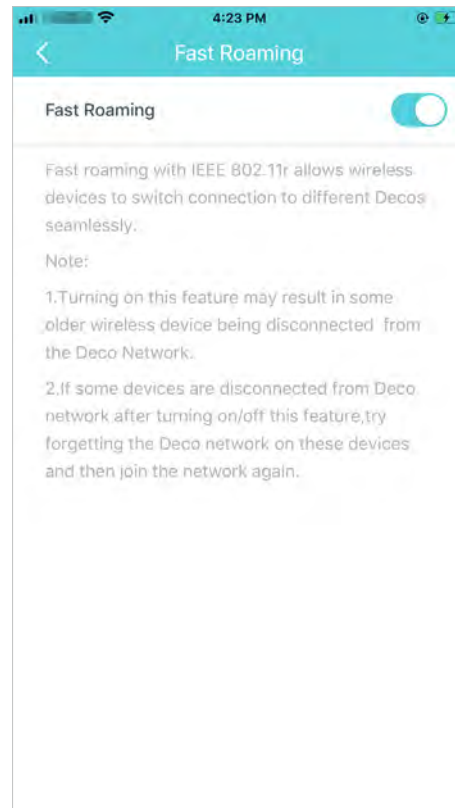 4:23 PM
Fast Roaming
Fast Roaming
Fast roaming with IEEE 802.11r allows wireless
devices to switch connection to different Decos
seamlessly.
Note:
1.Turning on this feature may result in some
older wireless device being disconnected from
the Deco Network.
2.If some devices are disconnected from Deco
network after turning on/off this feature,try
forgetting the Deco network on these devices
and then join the network again.